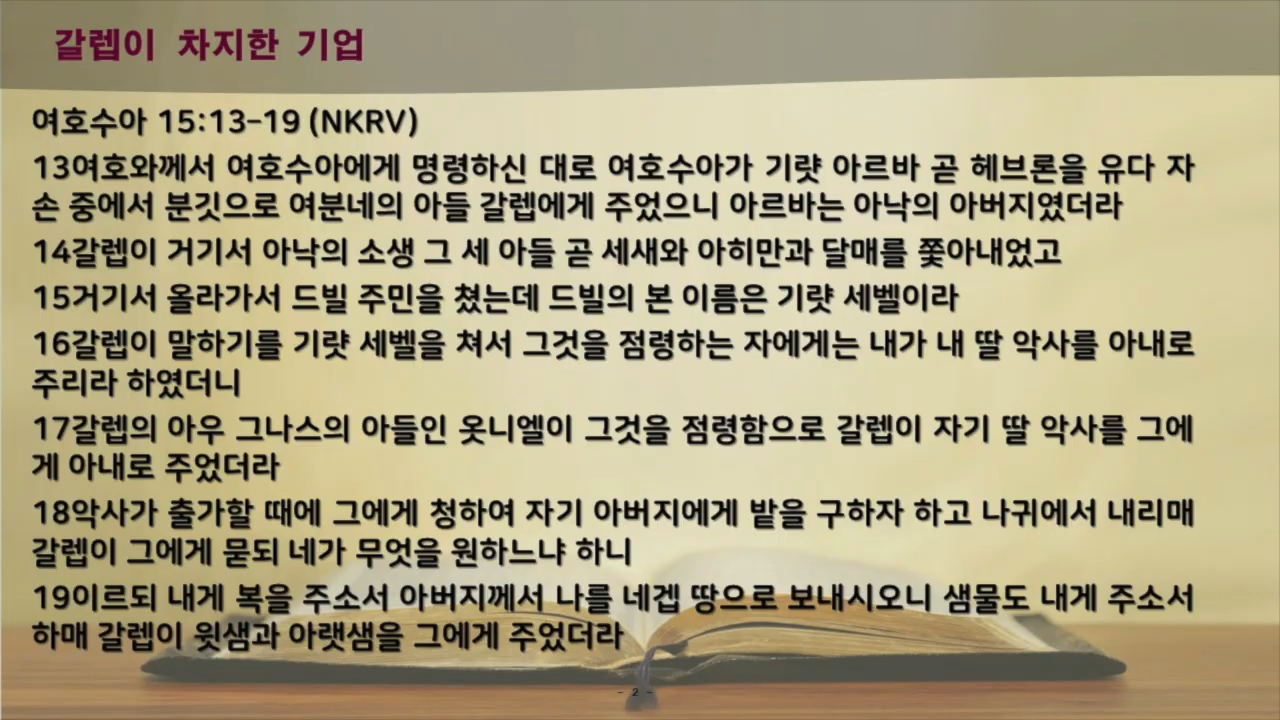 갈렙이 차지한 기업
여호수아 15:13-19 (NKRV)
13여호와께서 여호수아에게 명령하신 대로 여호수아가 기럇 아르바 곧 헤브론을 유다 자
손 중에서 분깃으로 여분네의 아들 갈렙에게 주었으니 아르바는 아낙의 아버지였더라
14갈렙이 거기서 아낙의 소생 그 세 아들 곧 세새와 아히만과 달매를 쫓아내었고
15거기서 올라가서 드빌 주민을 쳤는데 드빌의 본 이름은 기럇 세벨이라
16갈렙이 말하기를 기럇 세벨을 쳐서 그것을 점령하는 자에게는 내가 내 딸 악사를 아내로
주리라 하였더니
17갈렙의 아우 그나스의 아들인 옷니엘이 그것을 점령함으로 갈렙이 자기 딸 악사를 그에
게 아내로 주었더라
18악사가 출가할 때에 그에게 청하여 자기 아버지에게 밭을 구하자 하고 나귀에서 내리매
갈렙이 그에게 묻되 네가 무엇을 원하느냐 하니
19이르되 내게 복을 주소서 아버지께서 나를 네겝 땅으로 보내시오니 샘물도 내게 주소서
하매 갈렙이 윗샘과 아랫샘을 그에게 주었더라
- 2 -